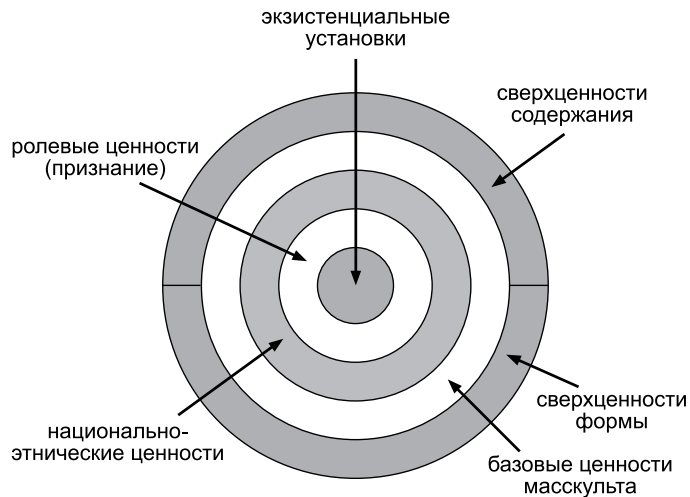 экзистенциальные
установки
сверхценности
содержания
ролевые ценности
(признание)
сверхценности
формы
национально-
этнические ценности
базовые ценности
масскульта